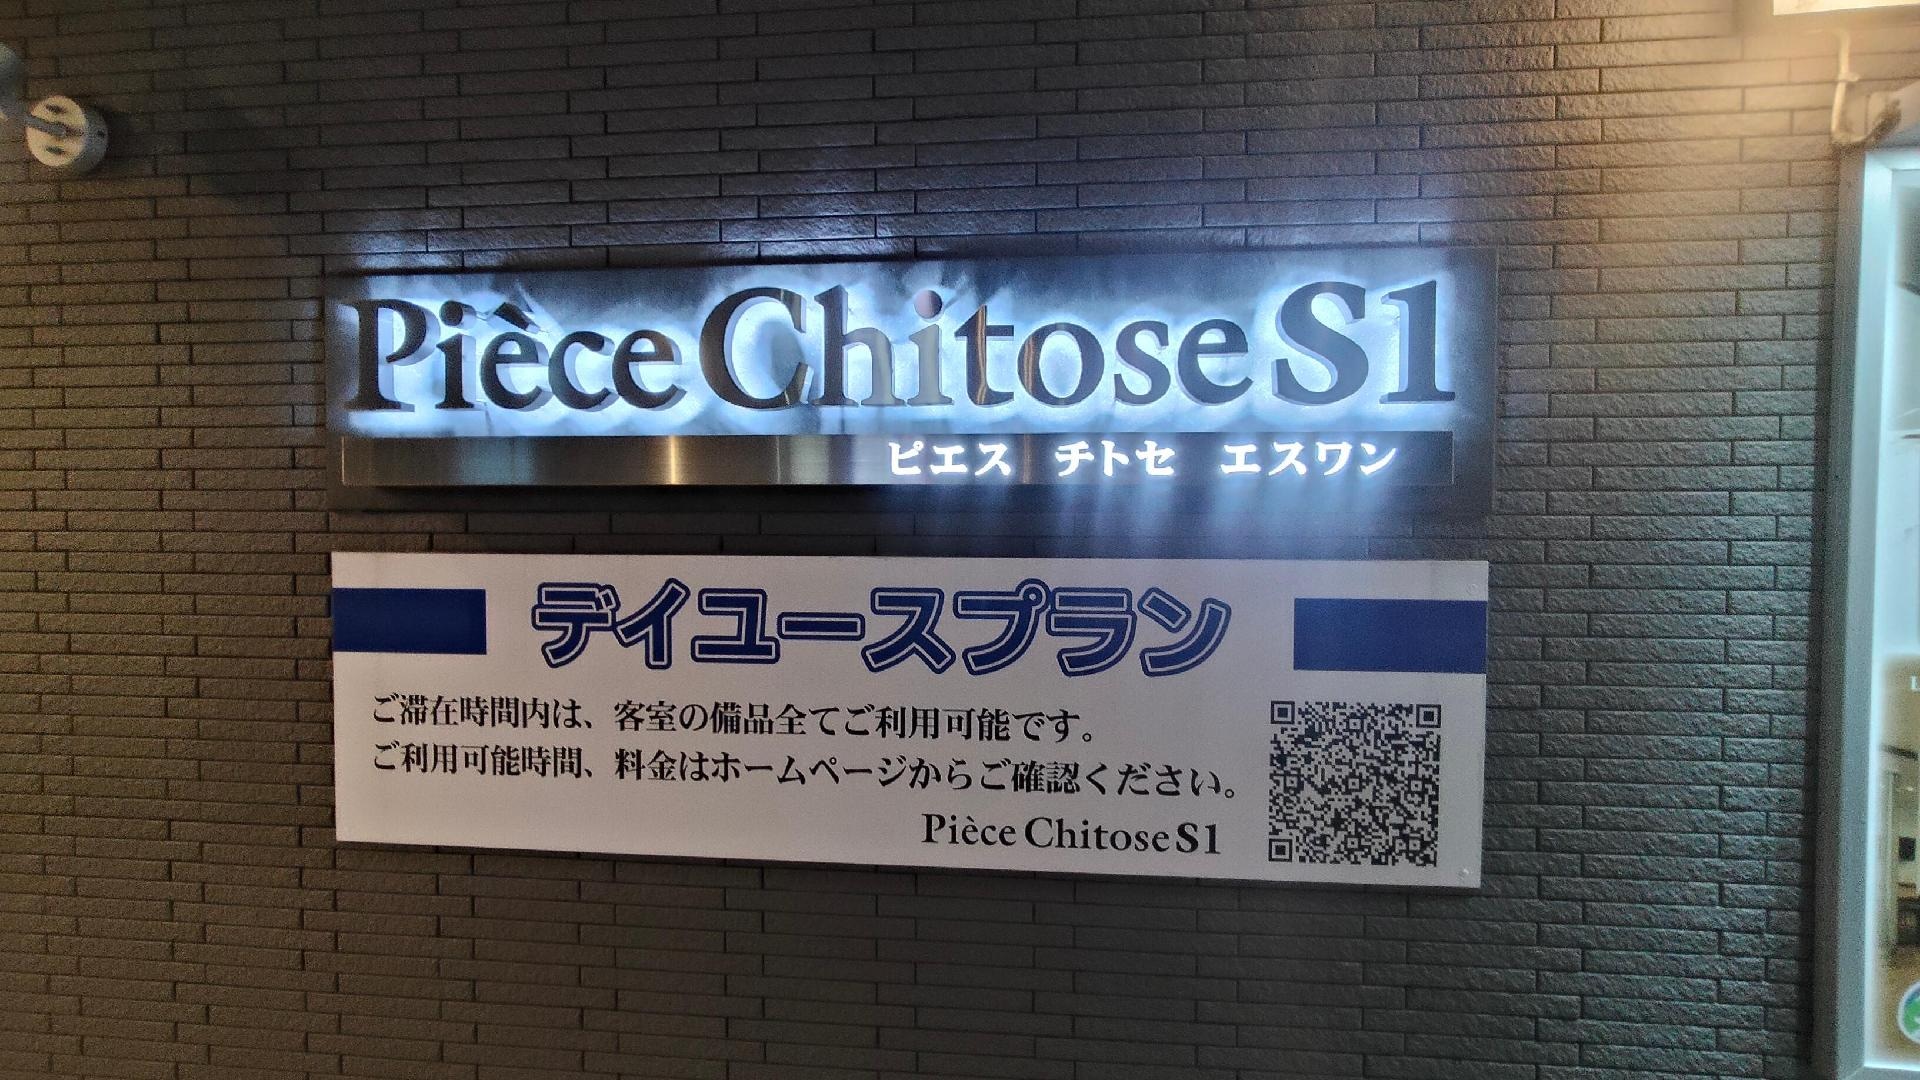 Pièce Chitose S1
ピエス チトセ エスワン
デイユースプラン
ご滞在時間内は、客室の備品全てご利用可能です。
ご利用可能時間、料金はホームページからご確認ください。
Pièce Chitose S1